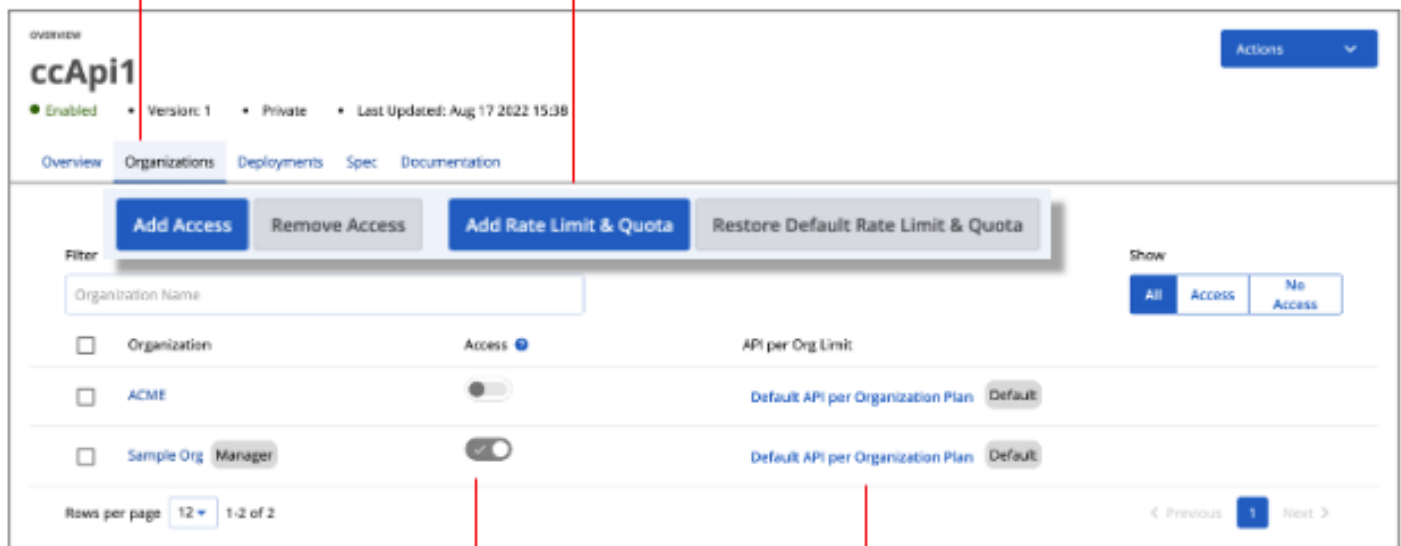 OVERVIEW
Actions
ccApi1
Enabled • Version: 1 • Private • Last Updated: Aug 17 2022 15:38
Overview Organizations Deployments Spec Documentation
Add Access Remove Access Add Rate Limit & Quota Restore Default Rate Limit & Quota
Filter
Show
Organization Name
All Access No Access
Organization Access ? API per Org Limit
ACME Default API per Organization Plan Default
Sample Org Manager Default API per Organization Plan Default
Rows per page 12 1-2 of 2 < Previous 1 Next >